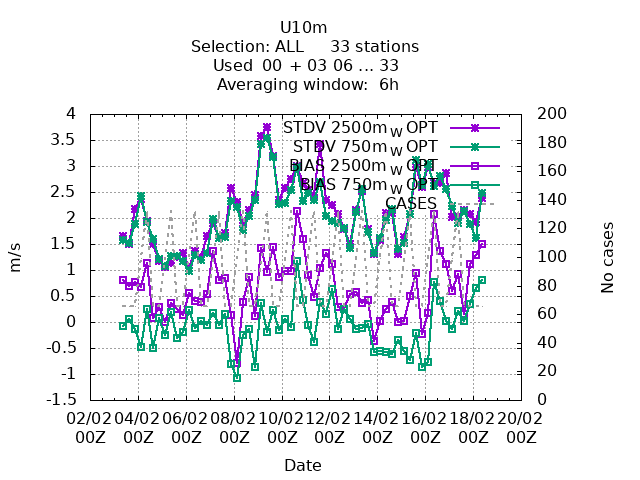 U10m
Selection: ALL 33 stations
Used 00 + 03 06 ... 33
Averaging window: 6h
4
3.5
3
2.5
2
1.5
1
0.5
0
-0.5
-1
-1.5
m/s
200
180
160
140
120
100
80
60
40
20
0
No cases
STDV 2500m_w OPT
STDV 750m_w OPT
BIAS 2500m_w OPT
BIAS 750m_w OPT
CASES
02/02 04/02 06/02 08/02 10/02 12/02 14/02 16/02 18/02 20/02
00Z 00Z 00Z 00Z 00Z 00Z 00Z 00Z 00Z 00Z
Date